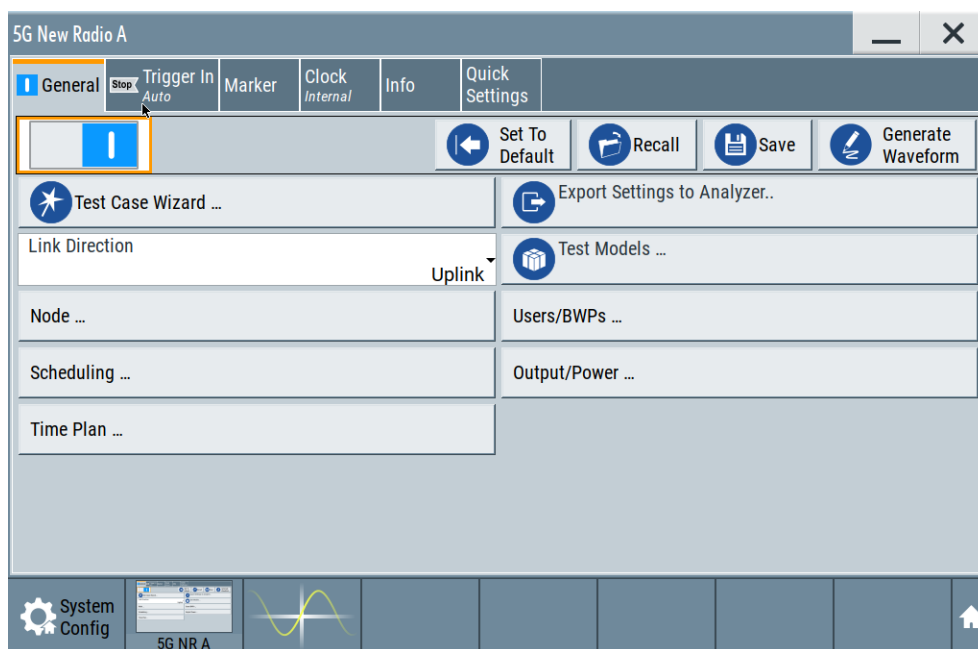 5G New Radio A
General
Stop
Trigger In
Auto
Marker
Clock
Internal
Info
Quick
Settings
Set To
Default
Recall
Save
Generate
Waveform
Test Case Wizard ...
Export Settings to Analyzer..
Link Direction
Uplink
Test Models ...
Node ...
Users/BWPs ...
Scheduling ...
Output/Power ...
Time Plan ...
System
Config
5G NR A